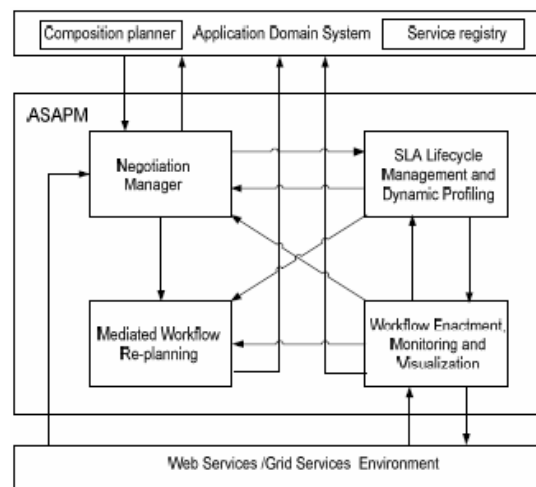 Composition planner
Application Domain System
Service registry
ASAPM
Negotiation
Manager
SLA Lifecycle
Management and
Dynamic Profiling
Mediated Workflow
Re-planning
Workflow Enactment,
Monitoring and
Visualization
Web Services /Grid Services Environment